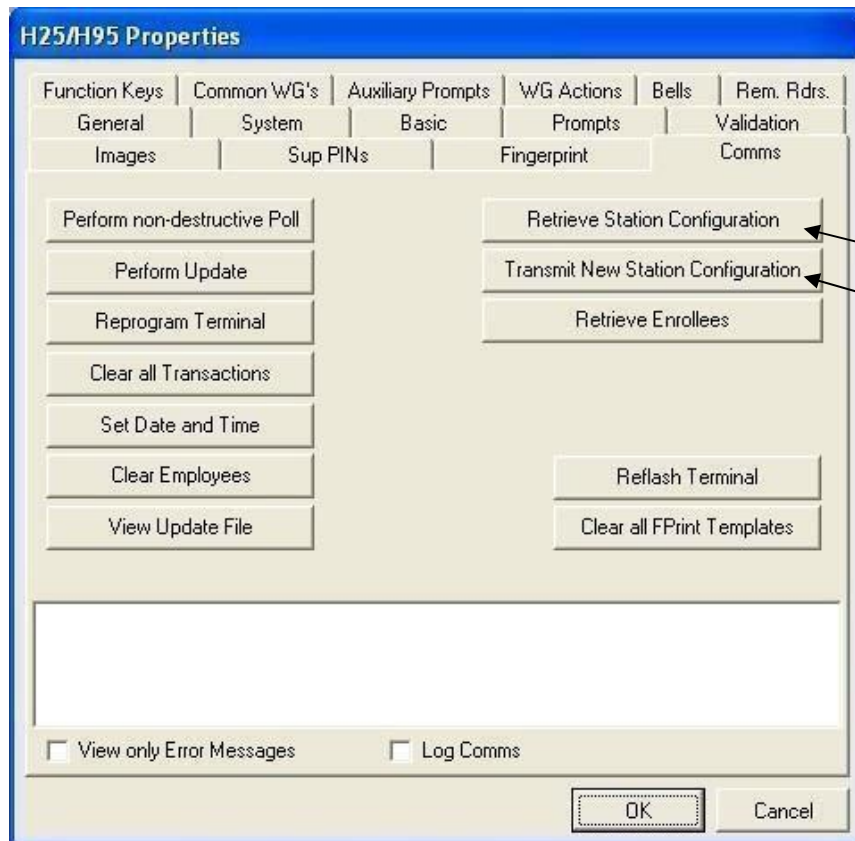 H25/H95 Properties
Function Keys Common WG's Auxiliary Prompts WG Actions Bells Rem. Rdrs.
General System Basic Prompts Validation
Images Sup PINs Fingerprint Comms
Perform non-destructive Poll Retrieve Station Configuration
Perform Update Transmit New Station Configuration
Reprogram Terminal Retrieve Enrollees
Clear all Transactions
Set Date and Time
Clear Employees Reflash Terminal
View Update File Clear all FPrint Templates
View only Error Messages Log Comms
OK Cancel